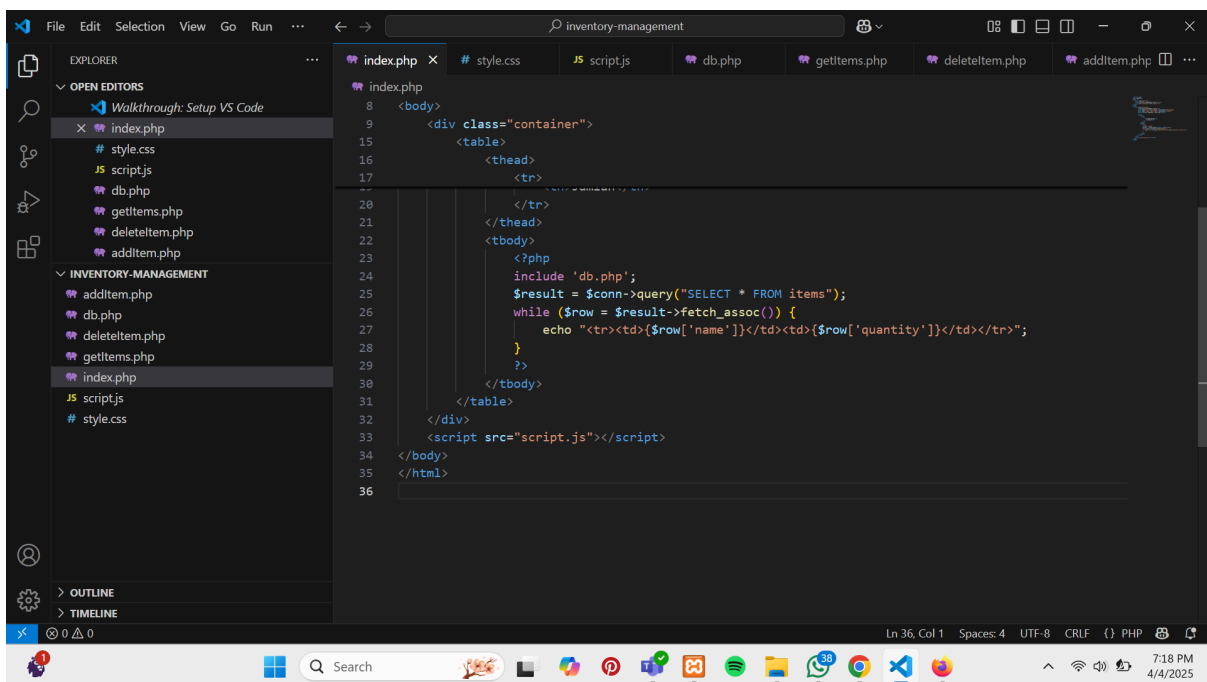 File Edit Selection View Go Run ··· inventory-management
EXPLORER ···
OPEN EDITORS
Walkthrough: Setup VS Code
index.php
# style.css
JS script.js
db.php
getItems.php
deleteItem.php
addItem.php
INVENTORY-MANAGEMENT
addItem.php
db.php
deleteItem.php
getItems.php
index.php
JS script.js
# style.css
OUTLINE
TIMELINE
index.php # style.css JS script.js db.php getItems.php deleteItem.php addItem.php ···
index.php
8 <body>
9 <div class="container">
15 <table>
16 <thead>
17 <tr>
20 </tr>
21 </thead>
22 <tbody>
23 <?php
24 include 'db.php';
25 $result = $conn->query("SELECT * FROM items");
26 while ($row = $result->fetch_assoc()) {
27 echo "<tr><td>{$row['name']}</td><td>{$row['quantity']}</td></tr>";
28 }
29 ?>
30 </tbody>
31 </table>
32 </div>
33 <script src="script.js"></script>
34 </body>
35 </html>
36
0 0 Ln 36, Col 1 Spaces: 4 UTF-8 CRLF {} PHP
1 Search 38 7:18 PM
4/4/2025